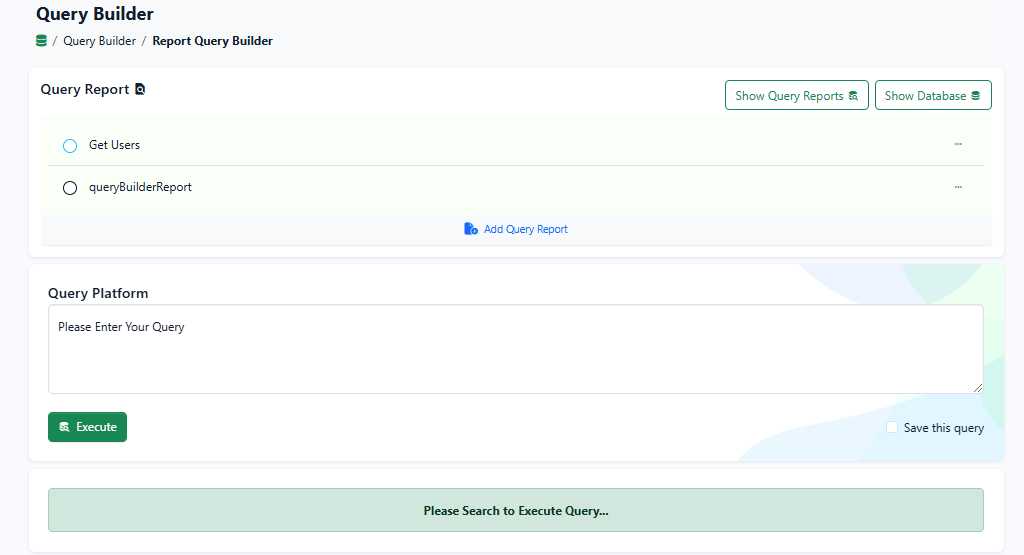 Query Builder
/ Query Builder / Report Query Builder
Query Report
Show Query Reports
Show Database
Get Users
...
queryBuilderReport
...
Add Query Report
Query Platform
Please Enter Your Query
Execute
Save this query
Please Search to Execute Query...